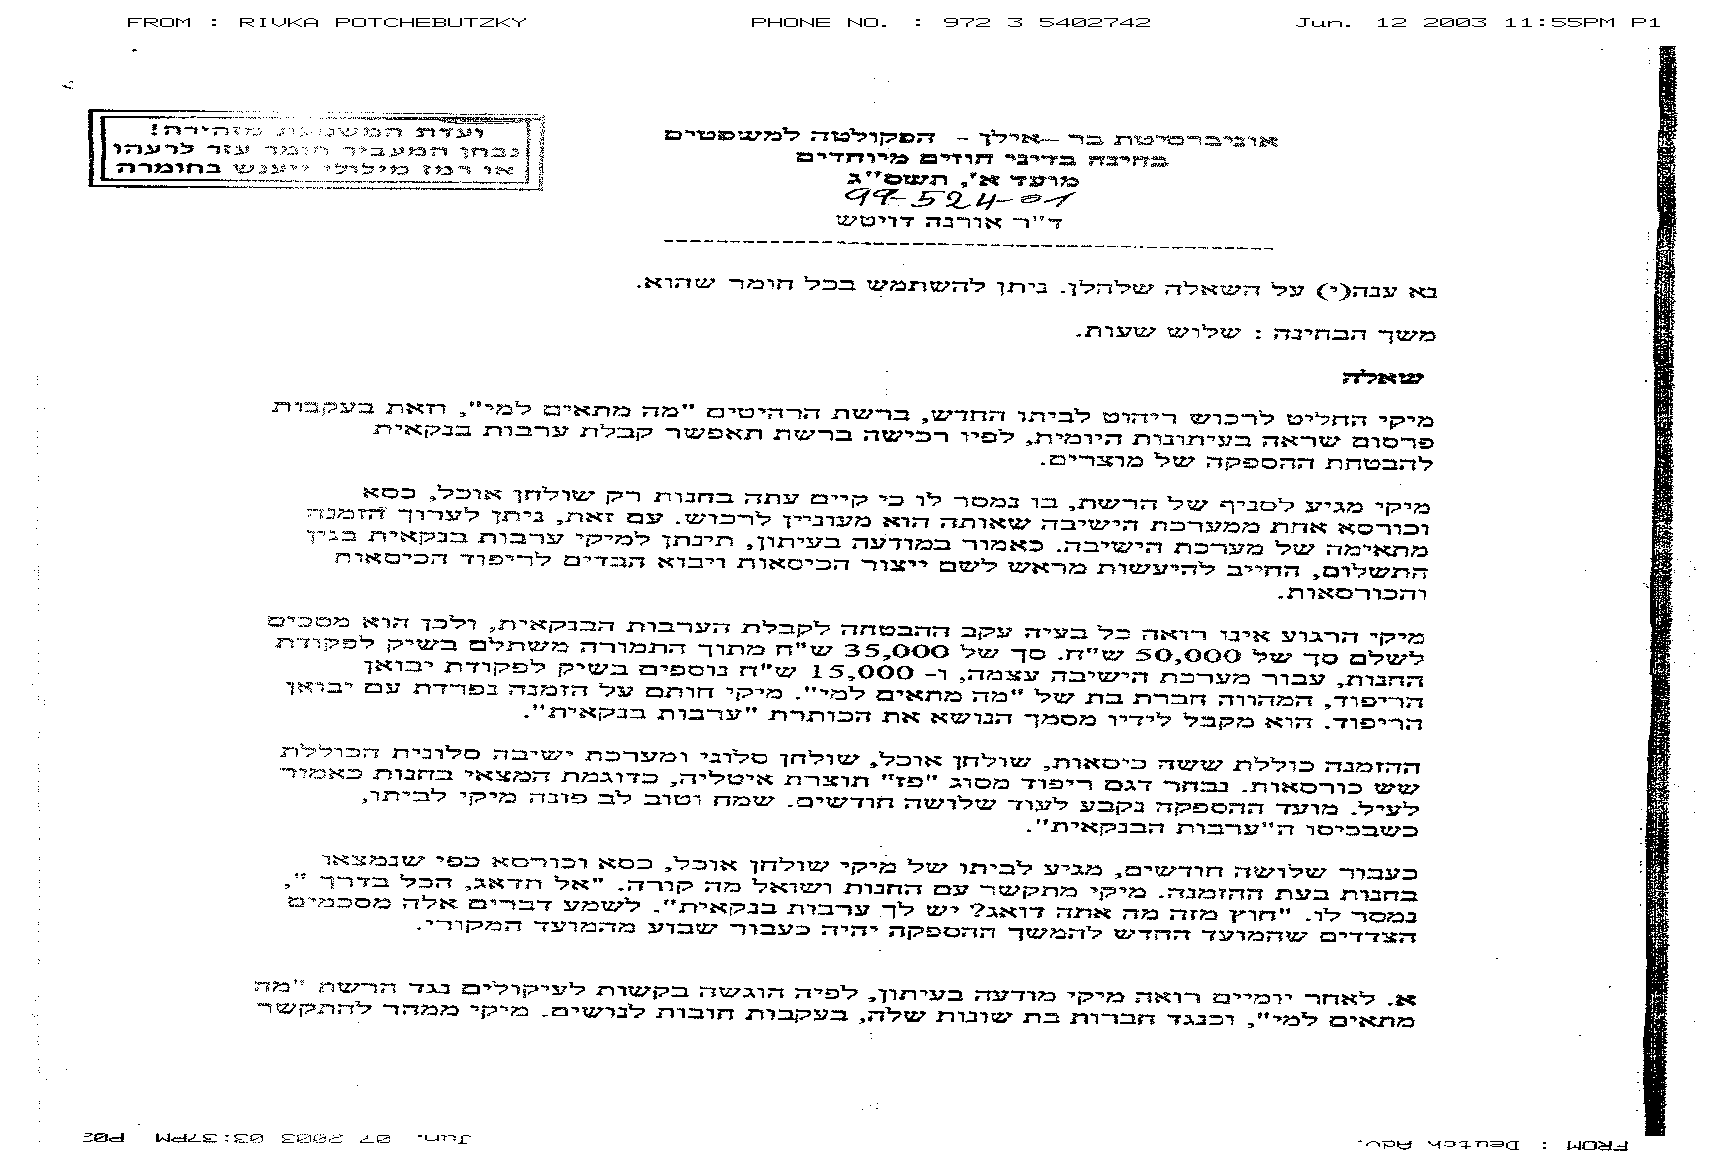 FROM : RIVKA POTCHEBUTZKY PHONE NO. : 972 3 5402742 Jun. 12 2003 11:55PM P1
ועדת המשמעת מזהירה!
נבחן המעביר חומר עזר לרעהו
או רמז מילולי ייענש בחומרה
אוניברסיטת בר –אילן – הפקולטה למשפטים
בחינה בדיני חוזים מיוחדים
מועד א', תשס"ג
99-524-01
ד"ר אורנה דויטש
נא ענה(י) על השאלה שלהלן. ניתן להשתמש בכל חומר שהוא.
משך הבחינה : שלוש שעות.
שאלה
מיקי החליט לרכוש ריהוט לביתו החדש, ברשת הרהיטים "מה מתאים למי", וזאת בעקבות
פרסום שראה בעיתונות היומית, לפיו רכישה ברשת תאפשר קבלת ערבות בנקאית
להבטחת ההספקה של מוצרים.
מיקי מגיע לסניף של הרשת, בו נמסר לו כי קיים עתה בחנות רק שולחן אוכל, כסא
וכורסא אחת ממערכת הישיבה שאותה הוא מעוניין לרכוש. עם זאת, ניתן לערוך הזמנה
מתאימה של מערכת הישיבה. כאמור במודעה בעיתון, תינתן למיקי ערבות בנקאית בגין
התשלום, החייב להיעשות מראש לשם ייצור הכיסאות ויבוא הבדים לריפוד הכיסאות
והכורסאות.
מיקי הרגוע אינו רואה כל בעיה עקב ההבטחה לקבלת הערבות הבנקאית, ולכן הוא מסכים
לשלם סך של 50,000 ש"ח. סך של 35,000 ש"ח מתוך התמורה משתלם בשיק לפקודת
החנות, עבור מערכת הישיבה עצמה, ו- 15,000 ש"ח נוספים בשיק לפקודת יבואן
הריפוד, המהווה חברת בת של "מה מתאים למי". מיקי חותם על הזמנה נפרדת עם יבואן
הריפוד. הוא מקבל לידיו מסמך הנושא את הכותרת "ערבות בנקאית".
ההזמנה כוללת ששה כיסאות, שולחן אוכל, שולחן סלוני ומערכת ישיבה סלונית הכוללת
שש כורסאות. נבחר דגם ריפוד מסוג "פז" תוצרת איטליה, כדוגמת המצאי בחנות כאמור
לעיל. מועד ההספקה נקבע לעוד שלושה חודשים. שמח וטוב לב פונה מיקי לביתו,
כשבכיסו ה"ערבות הבנקאית".
כעבור שלושה חודשים, מגיע לביתו של מיקי שולחן אוכל, כסא וכורסא כפי שנמצאו
בחנות בעת ההזמנה. מיקי מתקשר עם החנות ושואל מה קורה. "אל תדאג, הכל בדרך ",
נמסר לו. "חוץ מזה מה אתה דואג? יש לך ערבות בנקאית". לשמע דברים אלה מסכמים
הצדדים שהמועד החדש להמשך ההספקה יהיה כעבור שבוע מהמועד המקורי.
א. לאחר יומיים רואה מיקי מודעה בעיתון, לפיה הוגשה בקשות לעיקולים נגד הרשת "מה
מתאים למי", וכנגד חברות בת שונות שלה, בעקבות חובות לנושים. מיקי ממהר להתקשר
FROM : Deutch Adv. Jun. 07 2003 03:37PM P02